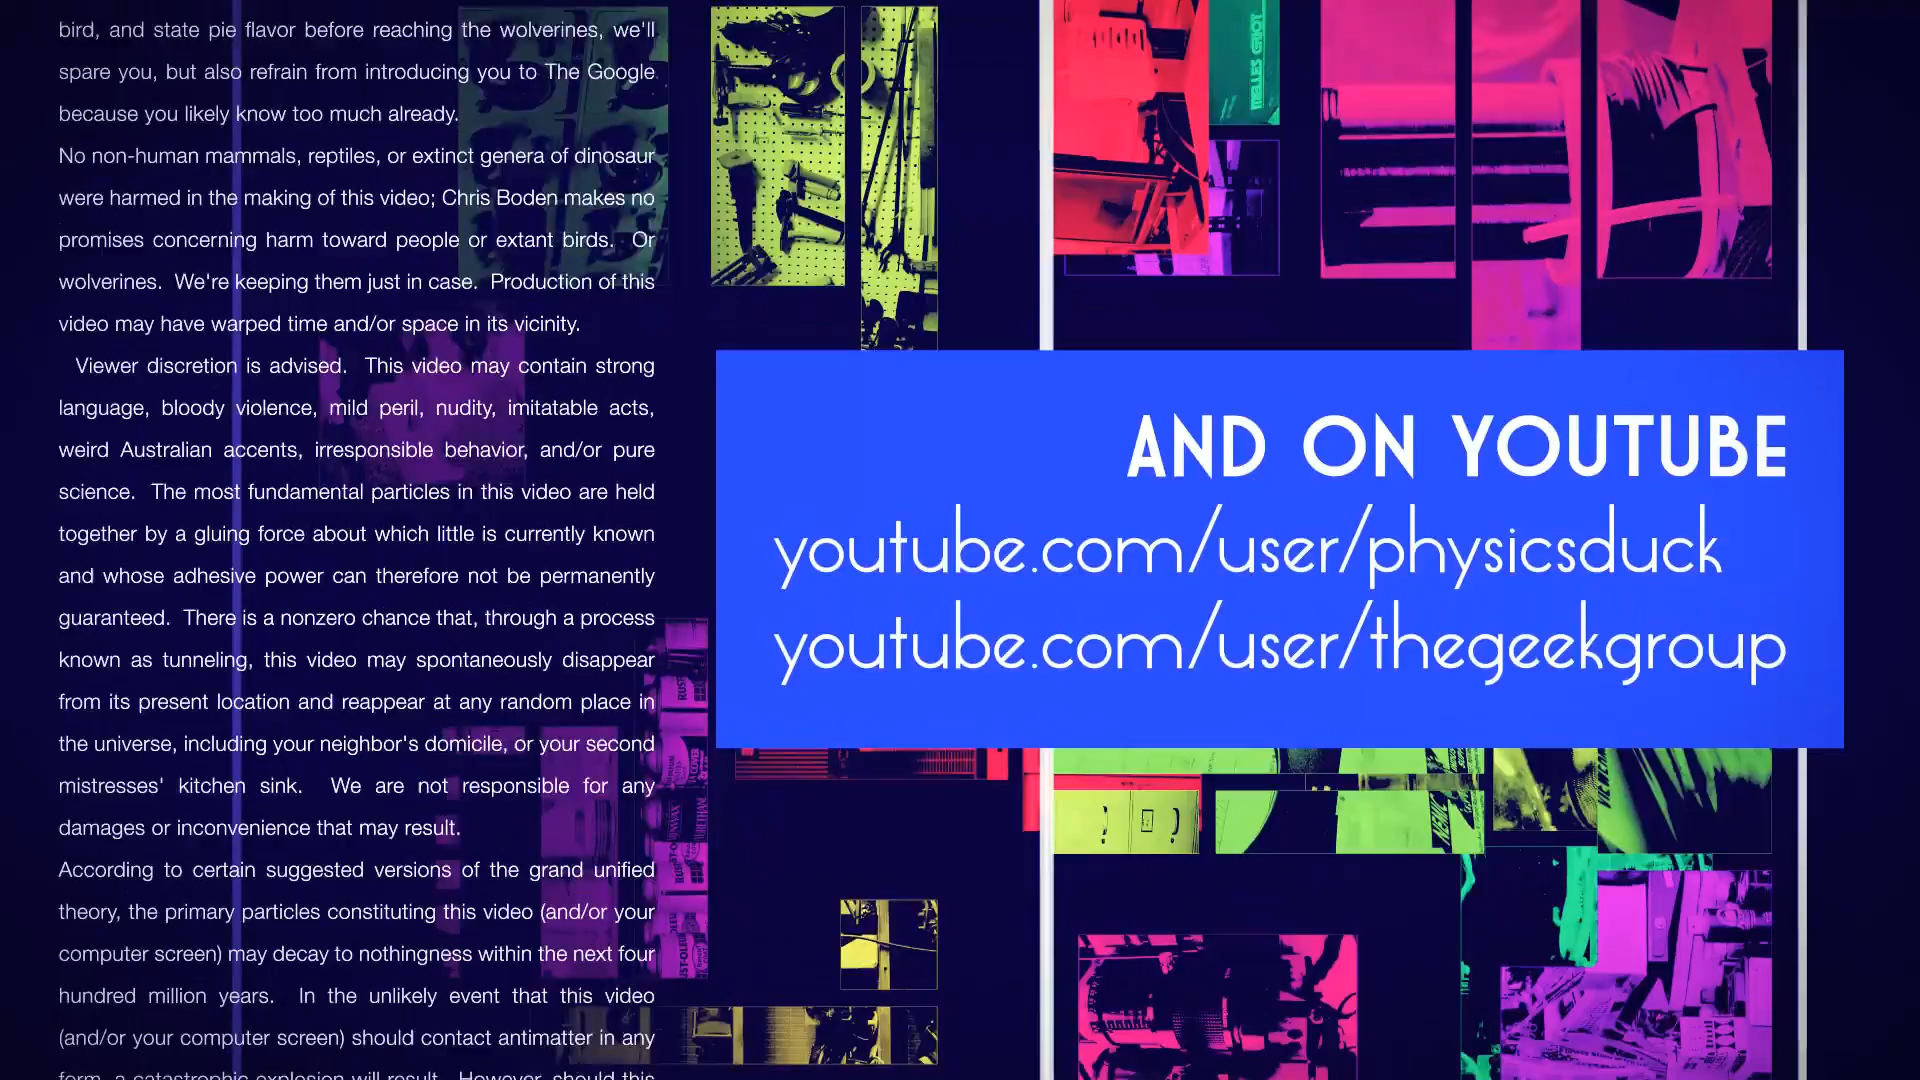 bird, and state pie flavor before reaching the wolverines, we'll
spare you, but also refrain from introducing you to The Google
because you likely know too much already.
No non-human mammals, reptiles, or extinct genera of dinosaur
were harmed in the making of this video; Chris Boden makes no
promises concerning harm toward people or extant birds. Or
wolverines. We're keeping them just in case. Production of this
video may have warped time and/or space in its vicinity.
Viewer discretion is advised. This video may contain strong
language, bloody violence, mild peril, nudity, imitatable acts,
weird Australian accents, irresponsible behavior, and/or pure
science. The most fundamental particles in this video are held
together by a gluing force about which little is currently known
and whose adhesive power can therefore not be permanently
guaranteed. There is a nonzero chance that, through a process
known as tunneling, this video may spontaneously disappear
from its present location and reappear at any random place in
the universe, including your neighbor's domicile, or your second
mistresses' kitchen sink. We are not responsible for any
damages or inconvenience that may result.
According to certain suggested versions of the grand unified
theory, the primary particles constituting this video (and/or your
computer screen) may decay to nothingness within the next four
hundred million years. In the unlikely event that this video
(and/or your computer screen) should contact antimatter in any
form, a catastrophic explosion will result. However, should this
MELLES GRIOT
AND ON YOUTUBE
youtube.com/user/physicsduck
youtube.com/user/thegeekgroup